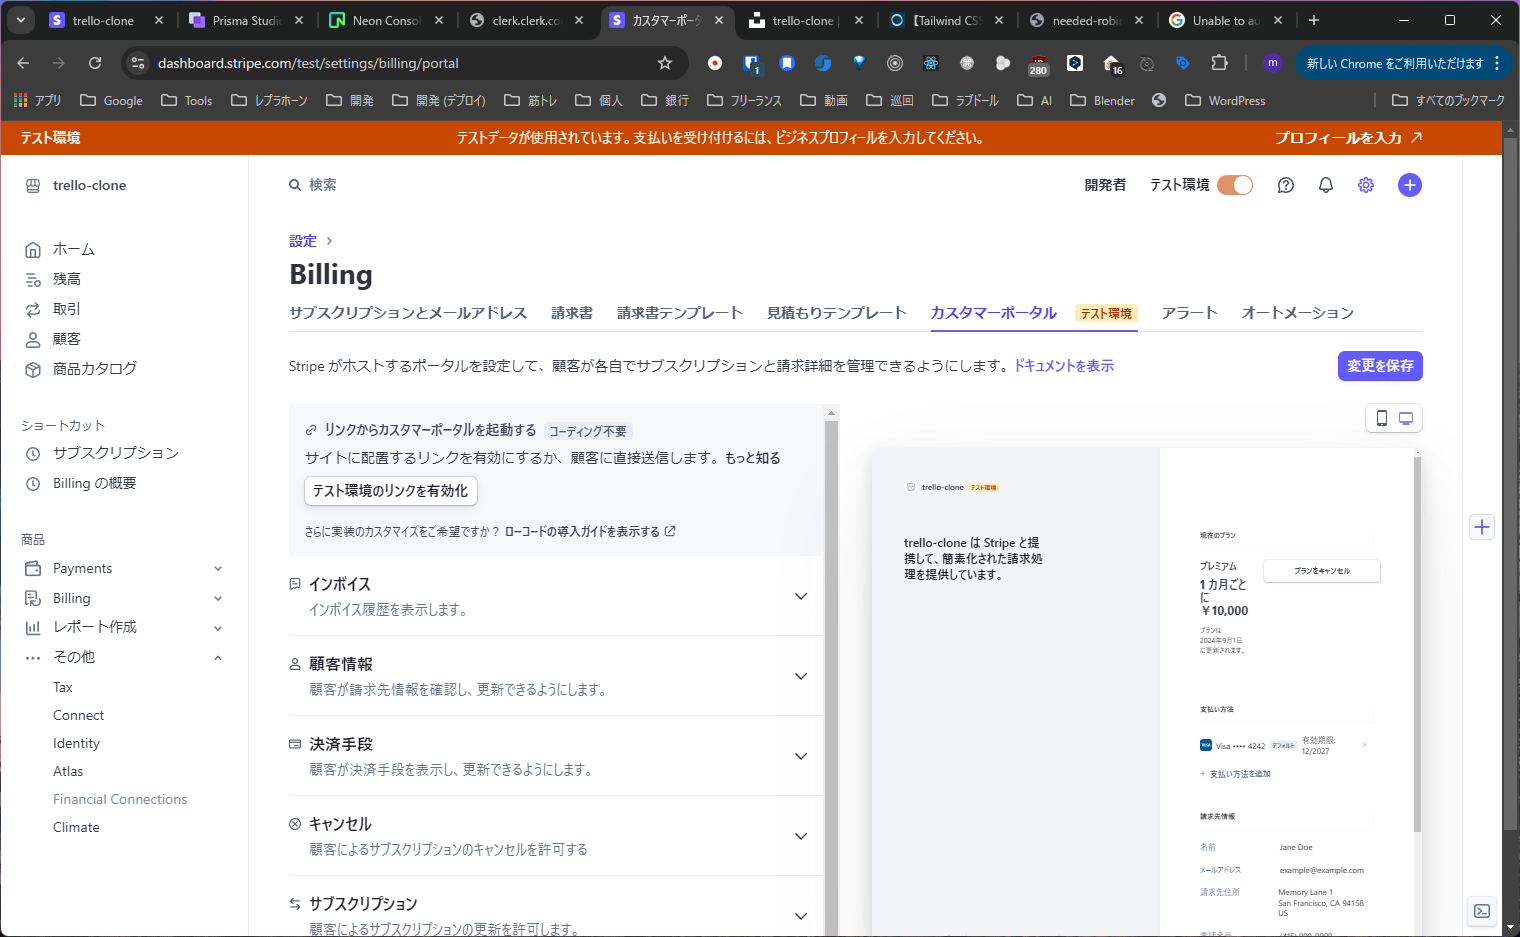 trello-clone
Prisma Studi
Neon Consol
clerk.clerk.co
カスタマーポータ
trello-clone
【Tailwind CS
needed-robi
Unable to au
dashboard.stripe.com/test/settings/billing/portal
1
280
16
m
新しい Chrome をご利用いただけます
アプリ
Google
Tools
レプラホーン
開発
開発 (デプロイ)
筋トレ
個人
銀行
フリーランス
動画
巡回
ラブドール
AI
Blender
WordPress
すべてのブックマーク
テスト環境
テストデータが使用されています。支払いを受け付けるには、ビジネスプロフィールを入力してください。
プロフィールを入力
trello-clone
検索
開発者
テスト環境
ホーム
残高
取引
顧客
商品カタログ
ショートカット
サブスクリプション
Billing の概要
商品
Payments
Billing
レポート作成
その他
Tax
Connect
Identity
Atlas
Financial Connections
Climate
設定
Billing
サブスクリプションとメールアドレス
請求書
請求書テンプレート
見積もりテンプレート
カスタマーポータル
テスト環境
アラート
オートメーション
Stripe がホストするポータルを設定して、顧客が各自でサブスクリプションと請求詳細を管理できるようにします。ドキュメントを表示
変更を保存
リンクからカスタマーポータルを起動する
コーディング不要
サイトに配置するリンクを有効にするか、顧客に直接送信します。もっと知る
テスト環境のリンクを有効化
さらに実装のカスタマイズをご希望ですか？ ローコードの導入ガイドを表示する
インボイス
インボイス履歴を表示します。
顧客情報
顧客が請求先情報を確認し、更新できるようにします。
決済手段
顧客が決済手段を表示し、更新できるようにします。
キャンセル
顧客によるサブスクリプションのキャンセルを許可する
サブスクリプション
顧客によるサブスクリプションの更新を許可します。
trello-clone
テスト環境
trello-clone は Stripe と提
携して、簡素化された請求処
理を提供しています。
現在のプラン
プレミアム
1 カ月ごと
に
￥10,000
プランは
2024年9月1日
に更新されます。
プランをキャンセル
支払い方法
VISA
Visa •••• 4242
デフォルト
有効期限:
12/2027
+ 支払い方法を追加
請求先情報
名前
Jane Doe
メールアドレス
example@example.com
請求先住所
Memory Lane 1
San Francisco, CA 94158
US